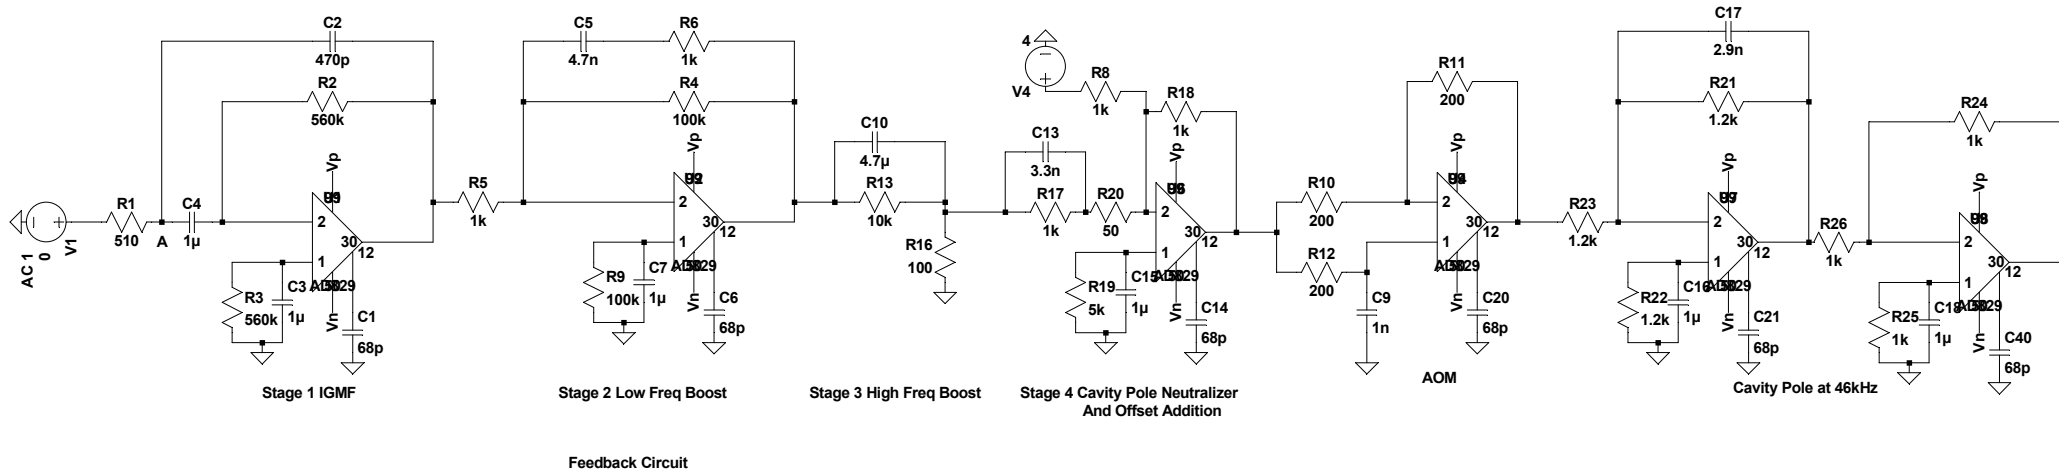 AC 1
0
V1
R1
510
A
C4
1µ
C2
470p
R2
560k
Vp
2
1
30
12
Vn
R3
560k
C3
1µ
C1
68p
Stage 1 IGMF
R5
1k
C5
4.7n
R6
1k
R4
100k
Vp
2
1
30
12
Vn
R9
100k
C7
1µ
C6
68p
Stage 2 Low Freq Boost
C10
4.7µ
R13
10k
R16
100
Stage 3 High Freq Boost
4
V4
R8
1k
R18
1k
C13
3.3n
R17
1k
R20
50
Vp
2
1
30
12
Vn
R19
5k
C15
1µ
C14
68p
Stage 4 Cavity Pole Neutralizer
And Offset Addition
R10
200
R12
200
C9
1n
R11
200
Vp
2
1
30
12
Vn
C20
68p
AOM
R23
1.2k
C17
2.9n
R21
1.2k
Vp
2
1
30
12
Vn
R22
1.2k
C16
1µ
C21
68p
Cavity Pole at 46kHz
R26
1k
R24
1k
Vp
2
1
30
12
Vn
R25
1k
C18
1µ
C40
68p
Feedback Circuit